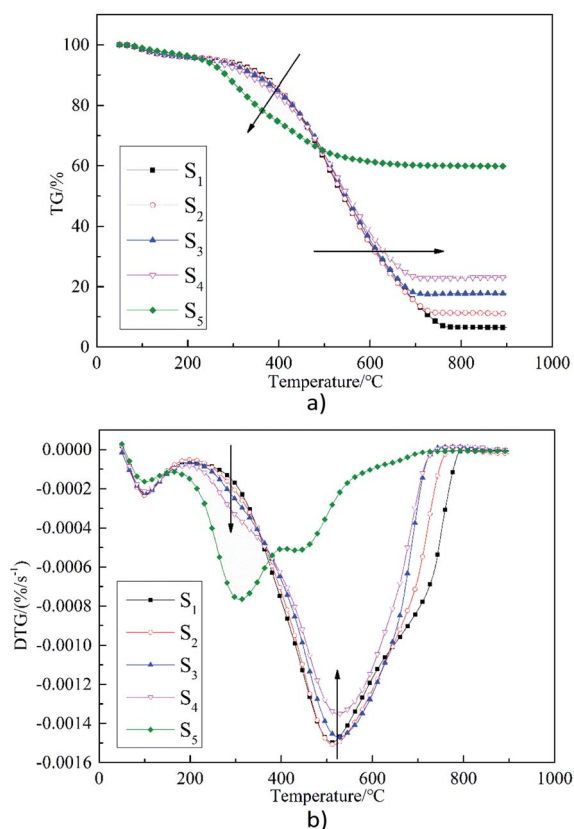 100
80
60
40
20
0
TG/%
S1
S2
S3
S4
S5
0 200 400 600 800 1000
Temperature/°C
a)
0.0000
-0.0002
-0.0004
-0.0006
-0.0008
-0.0010
-0.0012
-0.0014
-0.0016
DTG/(%/s-1)
S1
S2
S3
S4
S5
0 200 400 600 800 1000
Temperature/°C
b)